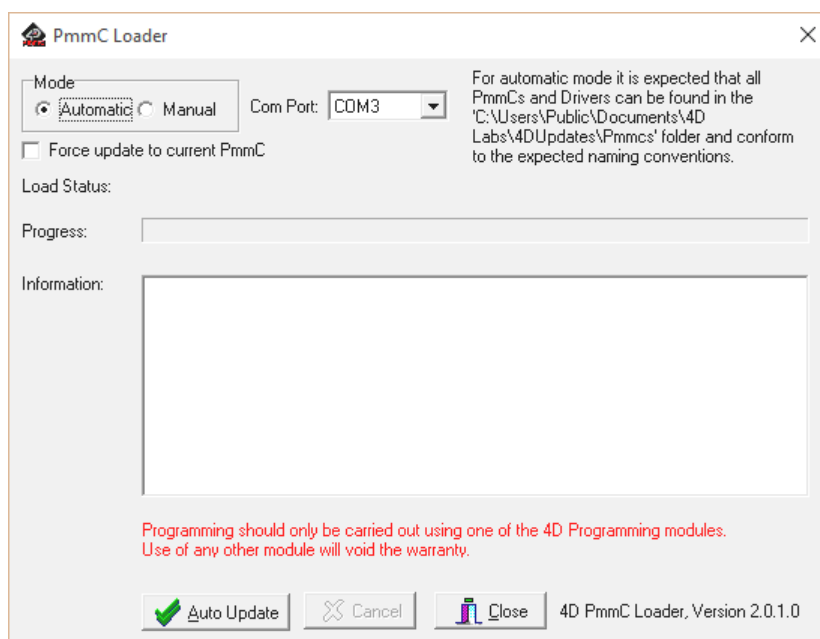 PmmC Loader
Mode
Automatic Manual
Com Port: COM3
For automatic mode it is expected that all
PmmCs and Drivers can be found in the
'C:\Users\Public\Documents\4D
Labs\4DUpdates\Pmmcs' folder and conform
to the expected naming conventions.
Force update to current PmmC
Load Status:
Progress:
Information:
Programming should only be carried out using one of the 4D Programming modules.
Use of any other module will void the warranty.
Auto Update Cancel Close 4D PmmC Loader, Version 2.0.1.0